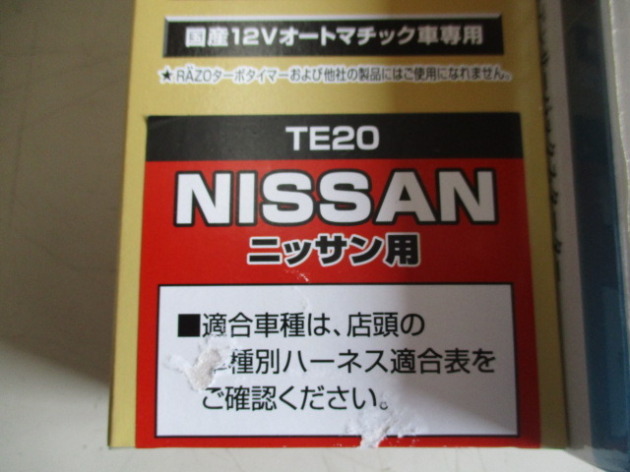 国産12Vオートマチック車専用
★RÄZOターボタイマーおよび他社の製品にはご使用になれません。
TE20
NISSAN
ニッサン用
■適合車種は、店頭の
種別ハーネス適合表を
ご確認ください。